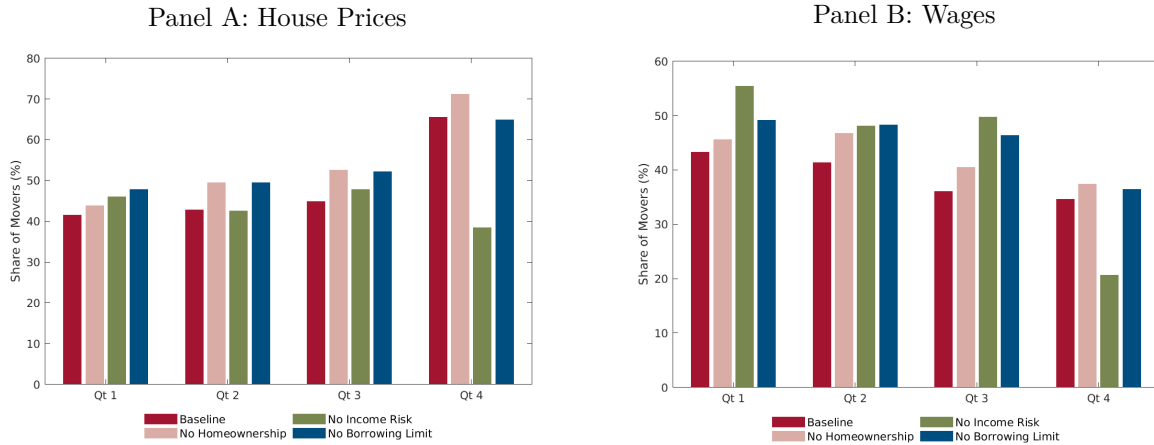 Panel A: House Prices
80
70
60
50
40
30
20
10
0
Share of Movers (%)
Qt 1 Qt 2 Qt 3 Qt 4
Baseline No Income Risk
No Homeownership No Borrowing Limit
Panel B: Wages
60
50
40
30
20
10
0
Share of Movers (%)
Qt 1 Qt 2 Qt 3 Qt 4
Baseline No Income Risk
No Homeownership No Borrowing Limit